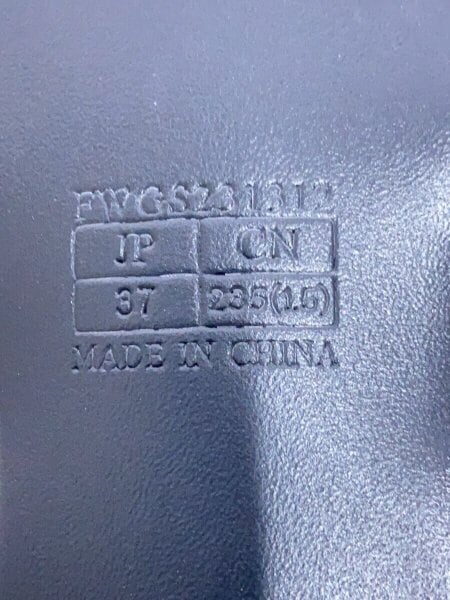 FWGS231312
JP CN
37 235(1.5)
MADE IN CHINA